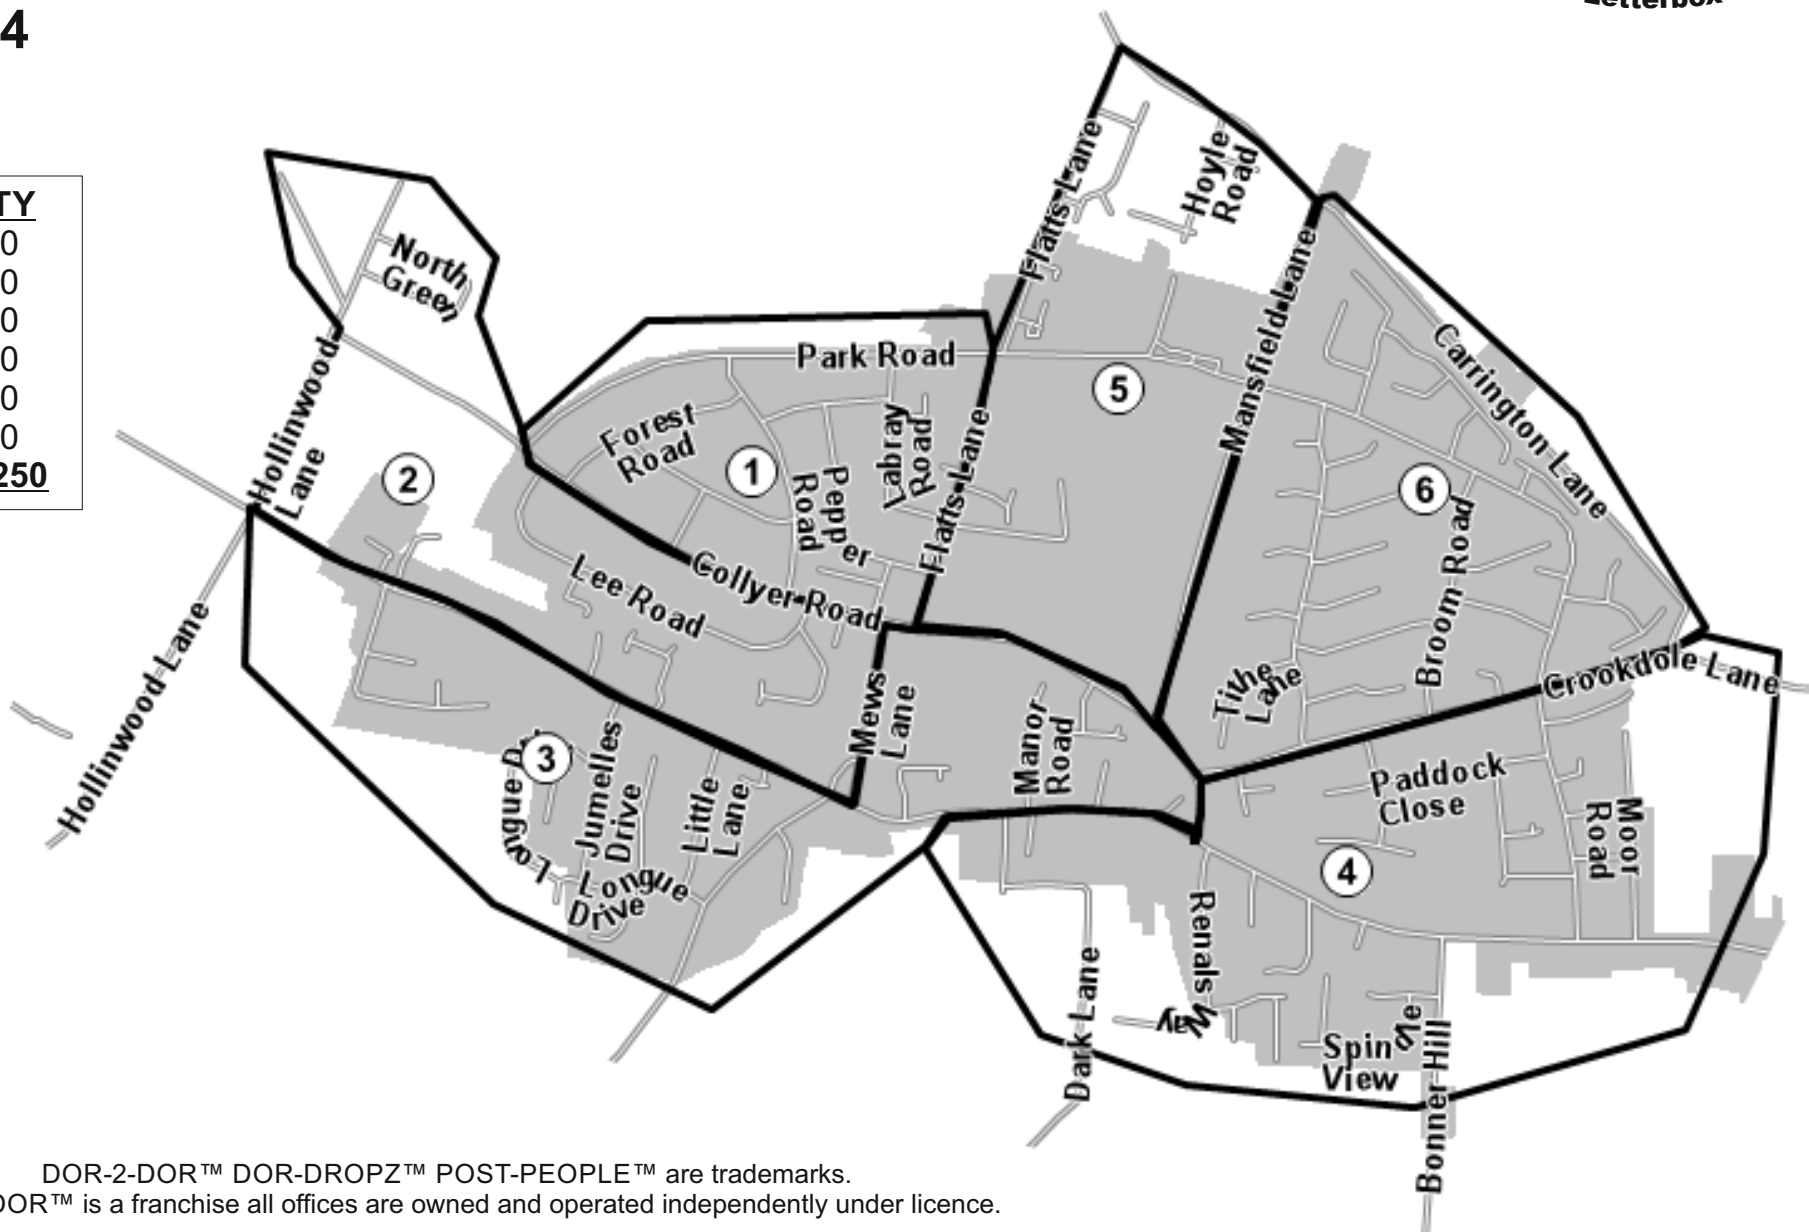 4
Letterbox
TY
0
0
0
0
0
0
250
North
Green
Hollinwood
Lane
Hollinwood Lane
Park Road
Forest
Road
Labray
Road
Pepper
Road
Flatts Lane
Flatts Lane
Hoyle
Road
Mansfield Lane
Carrington Lane
Broom Road
Tithe
Lane
Crookdole Lane
Collyer Road
Lee Road
Mews
Lane
Manor
Road
Paddock
Close
Moor
Road
Jumelles
Drive
Little
Lane
Longue
Longue
Drive
Renals Way
Dark Lane
Spin
View
Bonner Hill
1
2
3
4
5
6
DOR-2-DOR™ DOR-DROPZ™ POST-PEOPLE™ are trademarks.
DOR™ is a franchise all offices are owned and operated independently under licence.